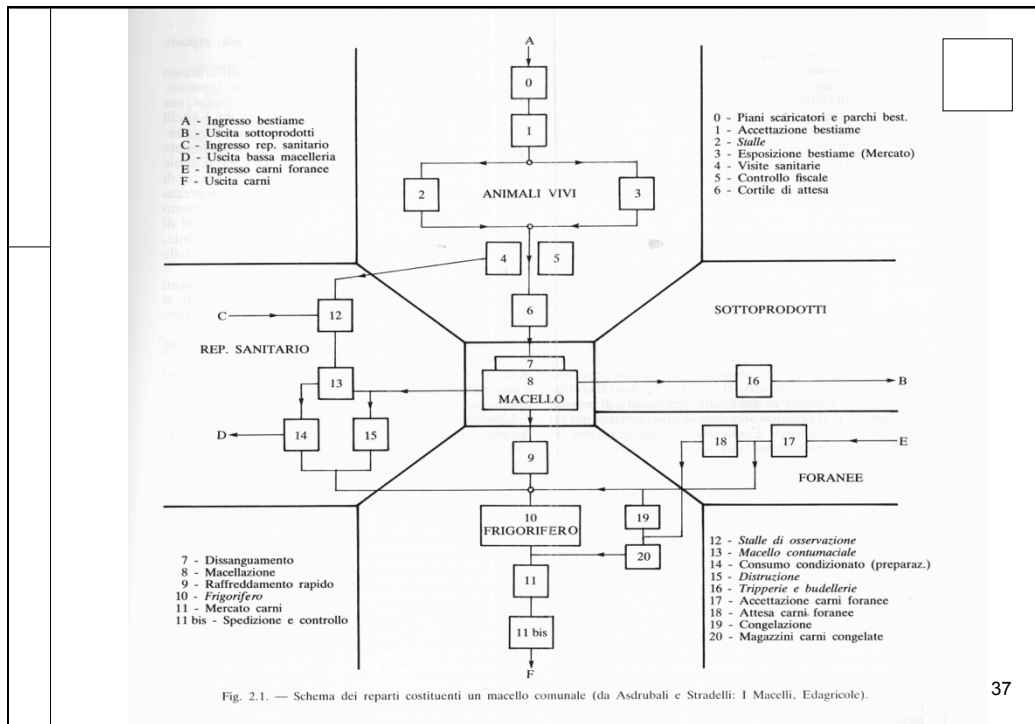 A
A - Ingresso bestiame
B - Uscita sottoprodotti
C - Ingresso rep. sanitario
D - Uscita bassa macelleria
E - Ingresso carni foranee
F - Uscita carni
0
1
2
ANIMALI VIVI
3
0 - Piani scaricatori e parchi best.
1 - Accettazione bestiame
2 - Stalle
3 - Esposizione bestiame (Mercato)
4 - Visite sanitarie
5 - Controllo fiscale
6 - Cortile di attesa
4
5
6
C
12
REP. SANITARIO
13
D
14
15
7
8
MACELLO
SOTTOPRODOTTI
16
B
18
17
E
FORANEE
9
10
FRIGORIFERO
19
20
11
11 bis
F
7 - Dissanguamento
8 - Macellazione
9 - Raffreddamento rapido
10 - Frigorifero
11 - Mercato carni
11 bis - Spedizione e controllo
12 - Stalle di osservazione
13 - Macello contumaciale
14 - Consumo condizionato (preparaz.)
15 - Distruzione
16 - Tripperie e budellerie
17 - Accettazione carni foranee
18 - Attesa carni foranee
19 - Congelazione
20 - Magazzini carni congelate
Fig. 2.1. — Schema dei reparti costituenti un macello comunale (da Asdrubali e Stradelli: I Macelli, Edagricole).
37